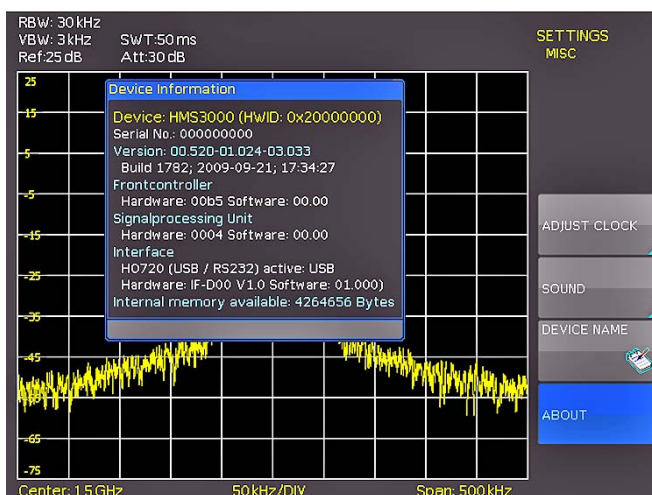 RBW: 30 kHz
VBW: 3 kHz SWT:50 ms
Ref:25 dB Att:30 dB
SETTINGS
MISC
25
Device Information
Device: HMS3000 (HWID: 0x20000000)
Serial No.: 000000000
Version: 00.520-01.024-03.033
Build 1782; 2009-09-21; 17:34:27
Frontcontroller
Hardware: 00b5 Software: 00.00
Signalprocessing Unit
Hardware: 0004 Software: 00.00
Interface
HO720 (USB / RS232) active: USB
Hardware: IF-D00 V1.0 Software: 01.000)
Internal memory available: 4264656 Bytes
15
5
-5
-15
-25
-35
-45
-65
-75
ADJUST CLOCK
SOUND
DEVICE NAME
ABOUT
Center: 1.5 GHz 50 kHz/DIV Span: 500 kHz